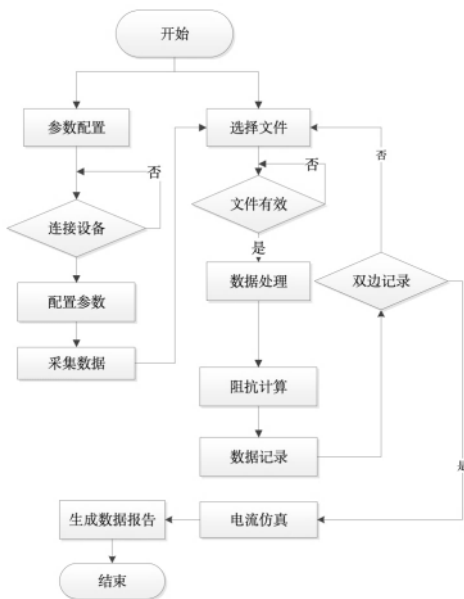 开始
参数配置
选择文件
否
否
否
连接设备
文件有效
是
配置参数
数据处理
双边记录
采集数据
阻抗计算
数据记录
是
生成数据报告
电流仿真
结束